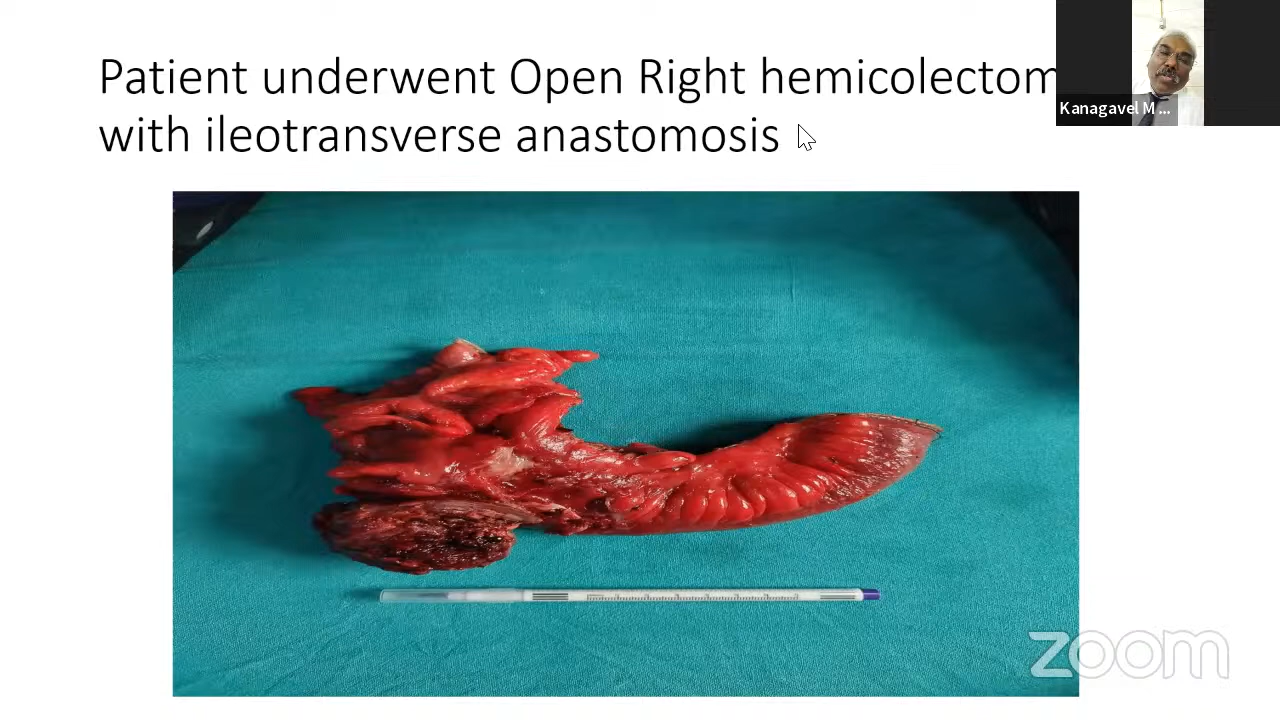 Patient underwent Open Right hemicolectom
with ileotransverse anastomosis
Kanagavel M ...
zoom